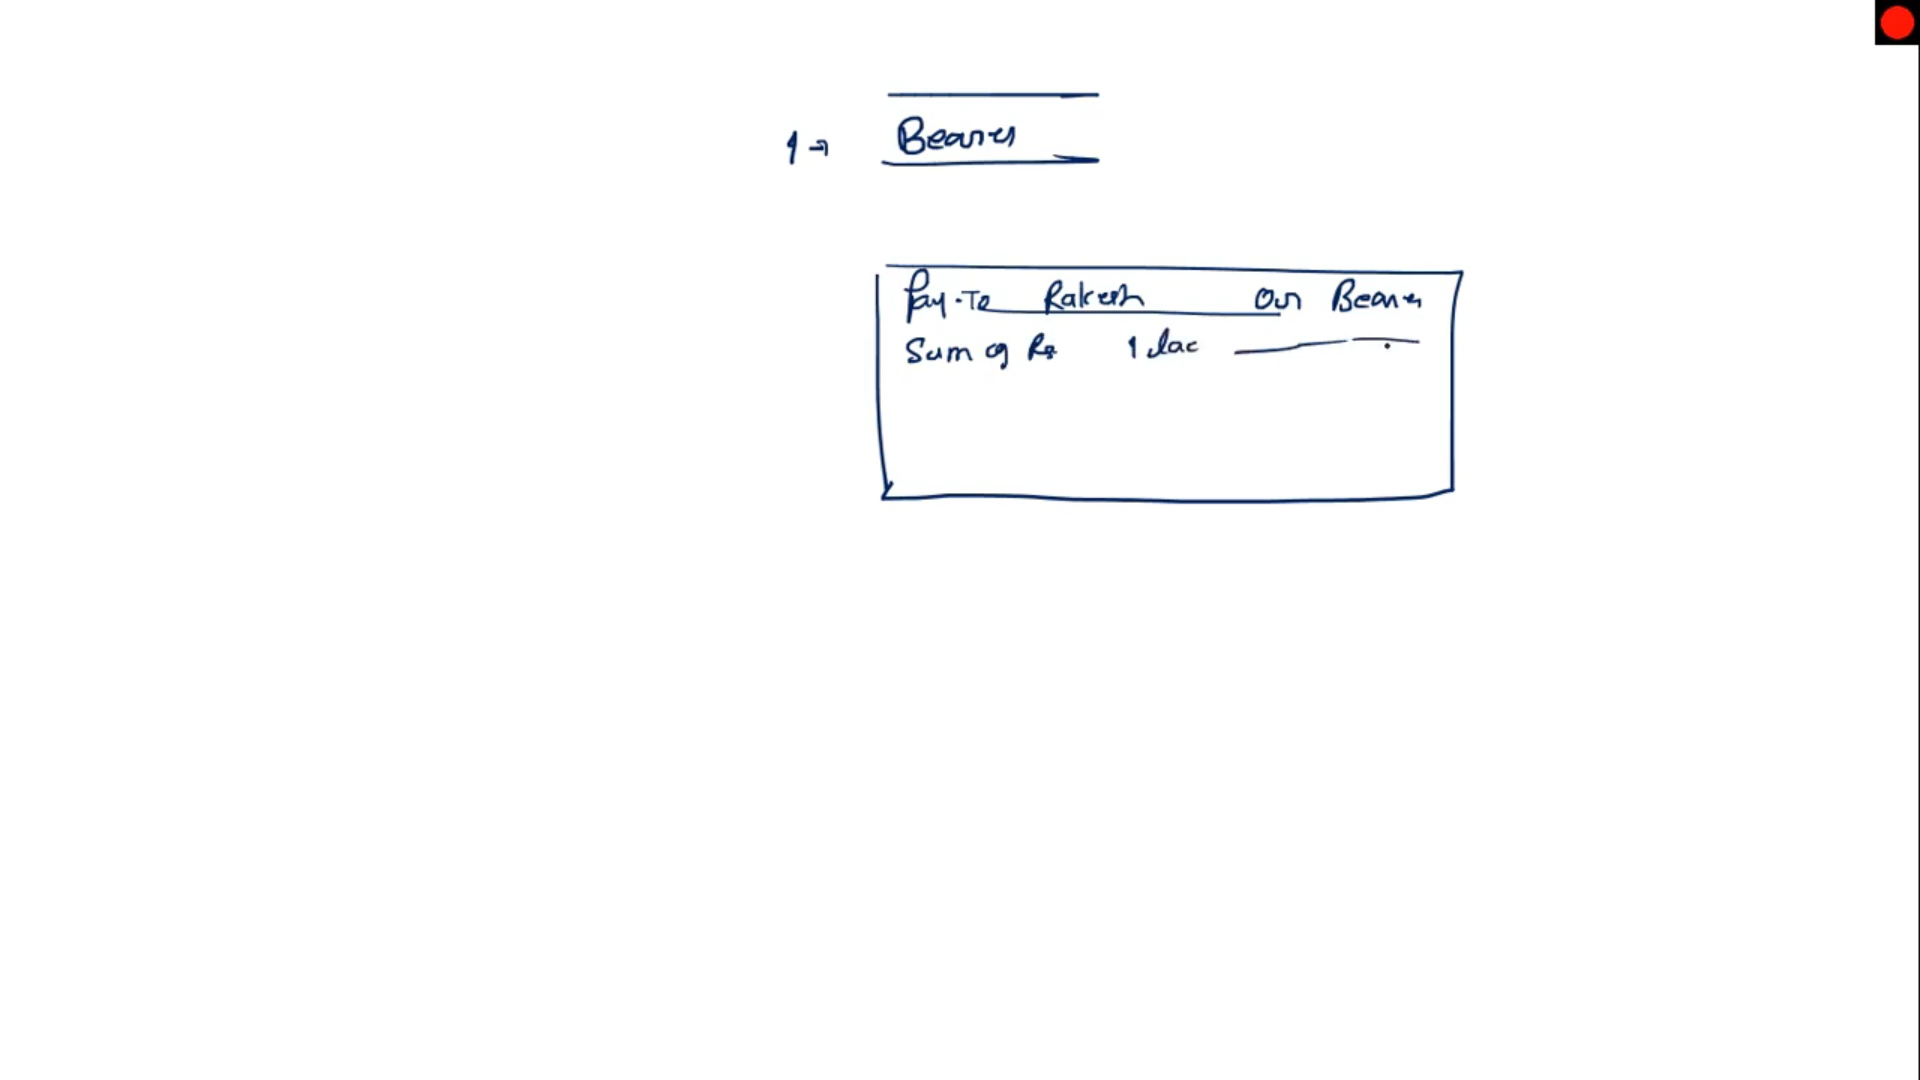 1 → Bearer
Pay-To Rakesh Or Bearer
Sum of Rs 1 lac